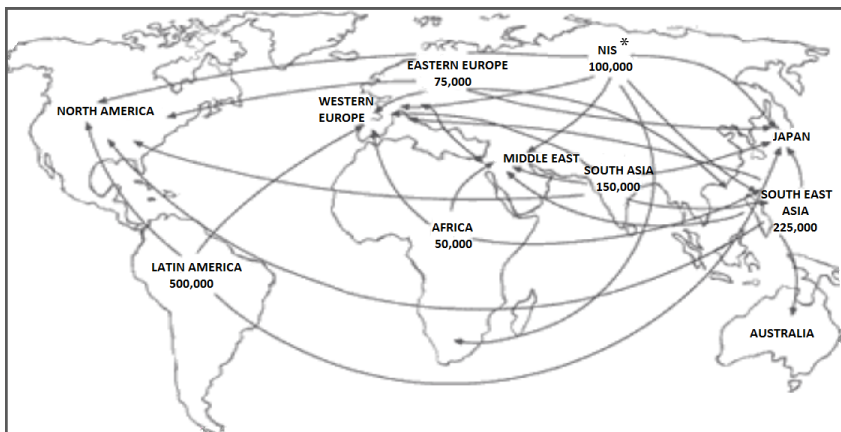 NIS*
100,000
EASTERN EUROPE
75,000
NORTH AMERICA
WESTERN
EUROPE
JAPAN
MIDDLE EAST
SOUTH ASIA
150,000
SOUTH EAST
ASIA
225,000
AFRICA
50,000
LATIN AMERICA
500,000
AUSTRALIA